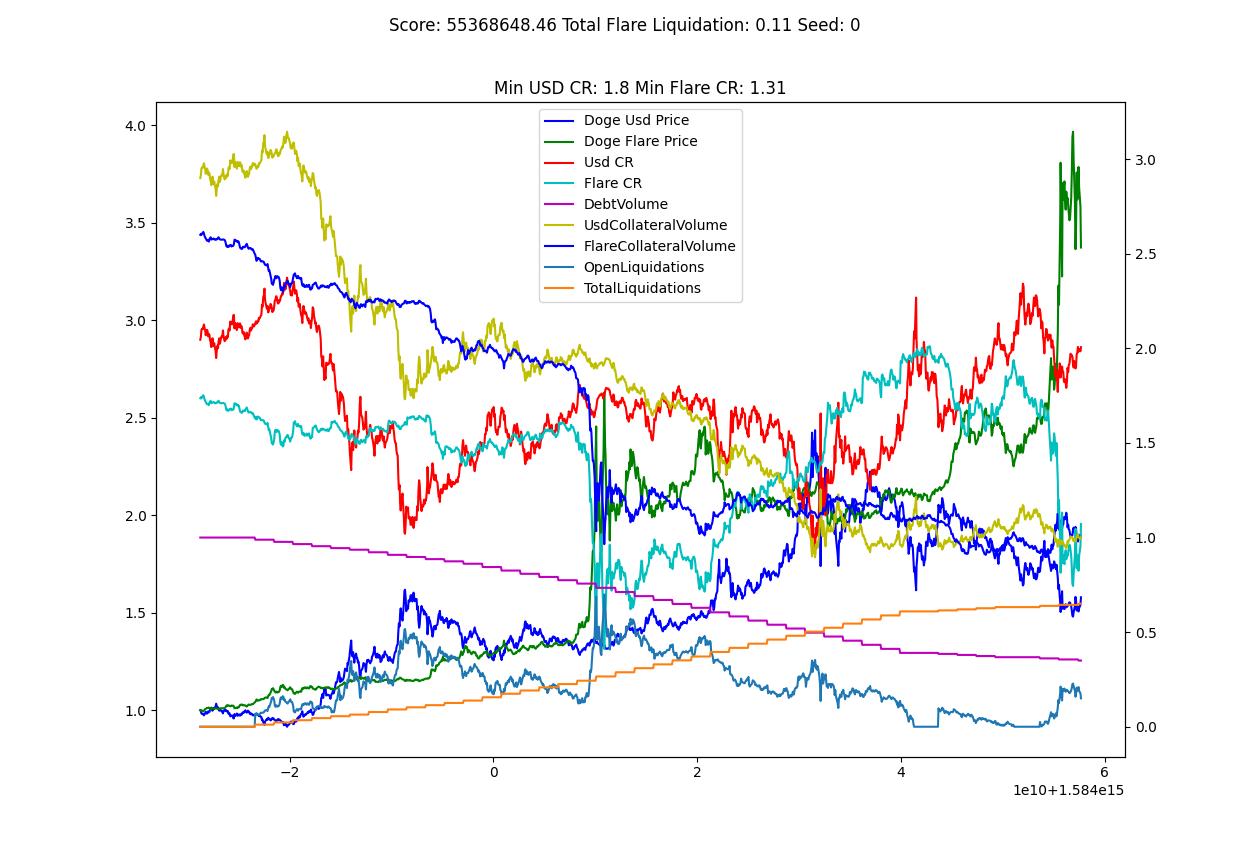 Score: 55368648.46 Total Flare Liquidation: 0.11 Seed: 0
Min USD CR: 1.8 Min Flare CR: 1.31
Doge Usd Price
Doge Flare Price
Usd CR
Flare CR
DebtVolume
UsdCollateralVolume
FlareCollateralVolume
OpenLiquidations
TotalLiquidations
4.0
3.5
3.0
2.5
2.0
1.5
1.0
3.0
2.5
2.0
1.5
1.0
0.5
0.0
−2 0 2 4 6
1e10+1.584e15